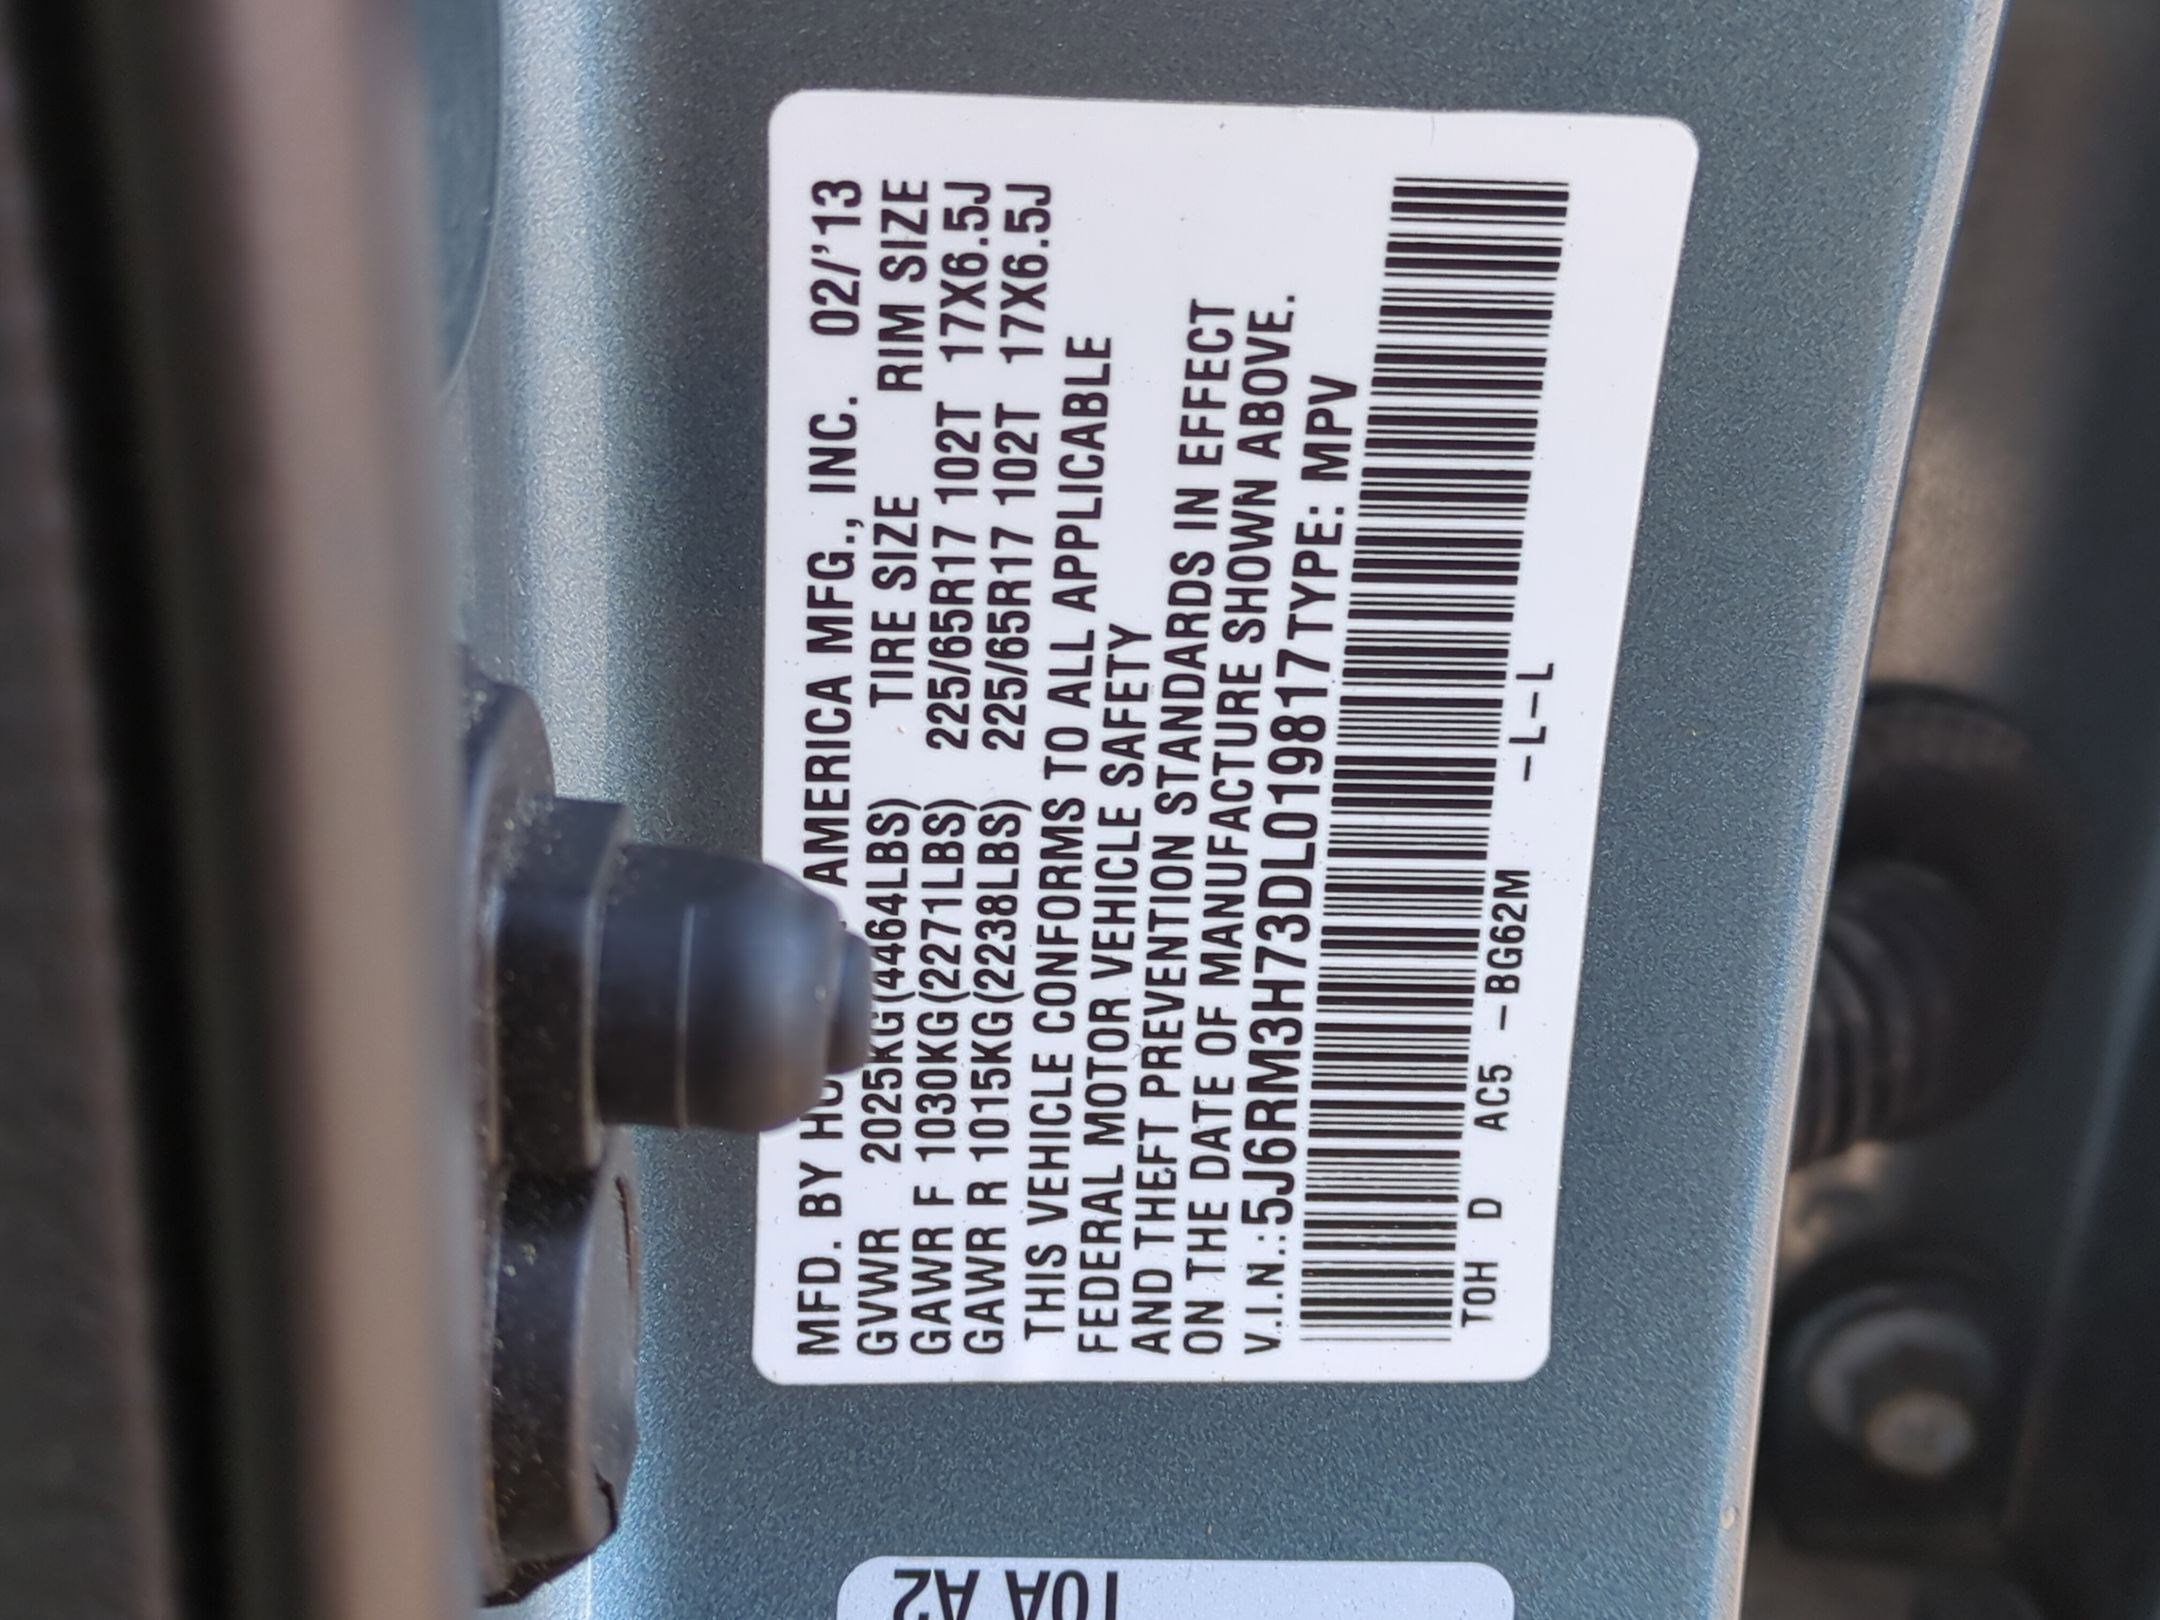 MFD. BY AMERICA MFG., INC. 02/'13
TIRE SIZE RIM SIZE
GVWR 2025KG(4464LBS)
GAWR F 1030KG(2271LBS) 225/65R17 102T 17X6.5J
GAWR R 1015KG(2238LBS) 225/65R17 102T 17X6.5J
THIS VEHICLE CONFORMS TO ALL APPLICABLE
FEDERAL MOTOR VEHICLE SAFETY
AND THEFT PREVENTION STANDARDS IN EFFECT
ON THE DATE OF MANUFACTURE SHOWN ABOVE.
V.I.N.:5J6RM3H73DL019817TYPE: MPV
TOH D AC5 -BG62M -L-L
TOA A2